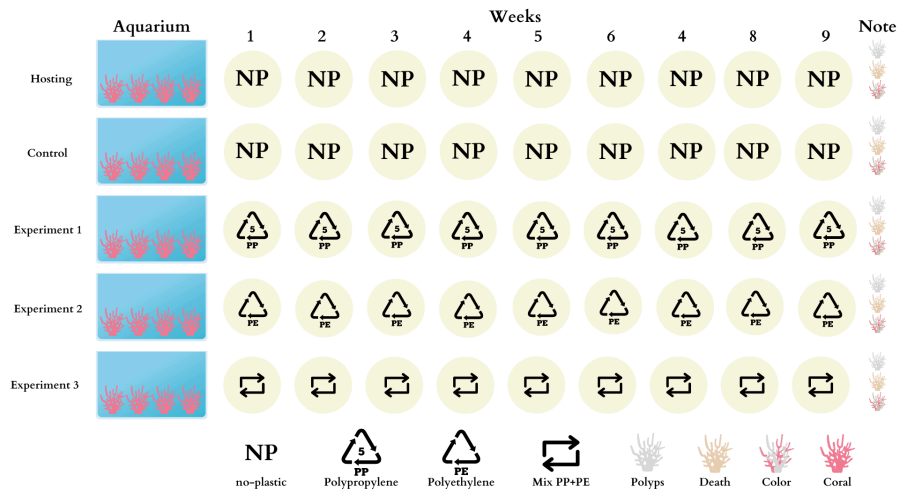 Weeks
Aquarium Note
1 2 3 4 5 6 4 8 9
Hosting NP NP NP NP NP NP NP NP NP
Control NP NP NP NP NP NP NP NP NP
Experiment 1 5 5 5 5 5 5 5 5 5
PP PP PP PP PP PP PP PP PP
Experiment 2 PE PE PE PE PE PE PE PE PE
Experiment 3
NP 5 PP PE
no-plastic Polypropylene Polyethylene Mix PP+PE Polyps Death Color Coral